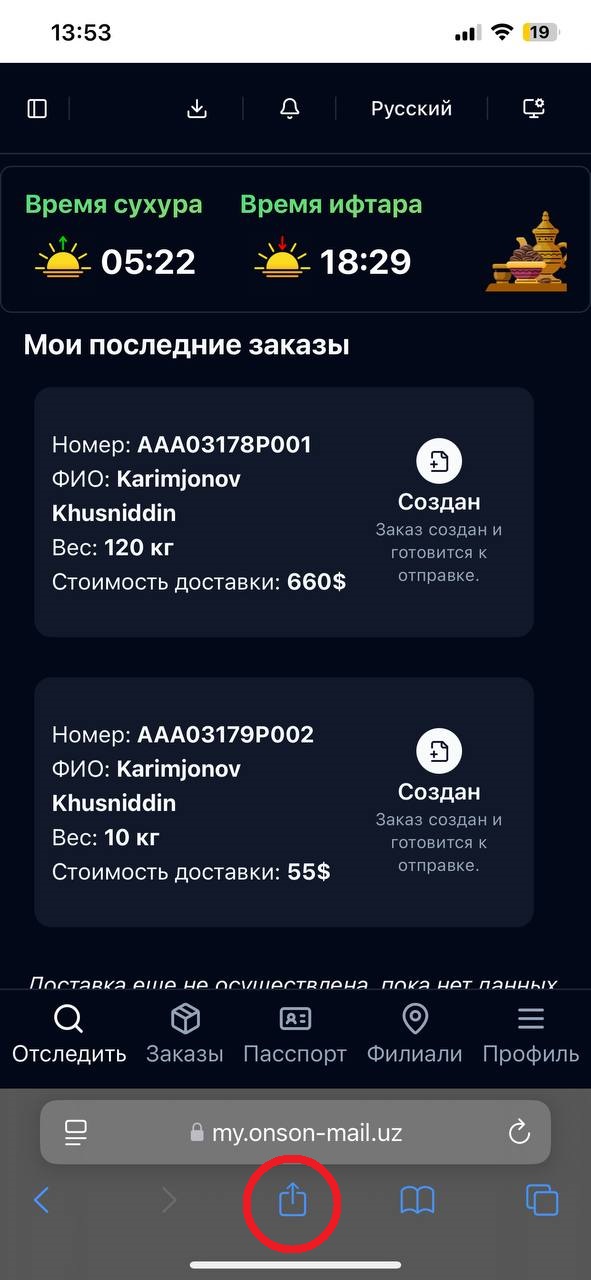 13:53
19
Русский
Время сухура
Время ифтара
05:22
18:29
Мои последние заказы
Номер: AAA03178P001
ФИО: Karimjonov
Khusniddin
Вес: 120 кг
Стоимость доставки: 660$
Создан
Заказ создан и
готовится к
отправке.
Номер: AAA03179P002
ФИО: Karimjonov
Khusniddin
Вес: 10 кг
Стоимость доставки: 55$
Создан
Заказ создан и
готовится к
отправке.
Доставка еще не осуществлена, пока нет данных
Отследить
Заказы
Пасспорт
Филиали
Профиль
my.onson-mail.uz